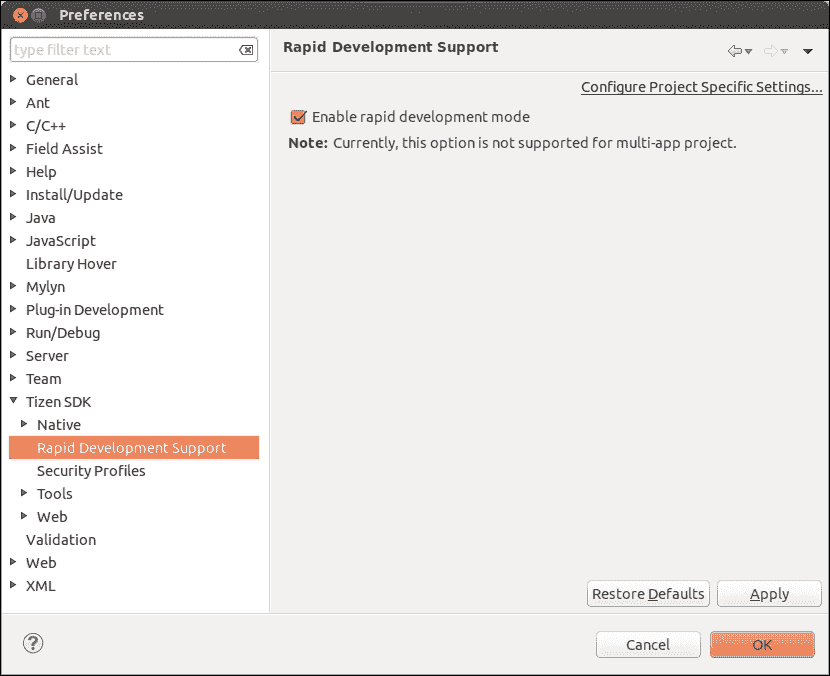 Preferences
type filter text
General
Ant
C/C++
Field Assist
Help
Install/Update
Java
JavaScript
Library Hover
Mylyn
Plug-in Development
Run/Debug
Server
Team
Tizen SDK
Native
Rapid Development Support
Security Profiles
Tools
Web
Validation
Web
XML
Rapid Development Support
Configure Project Specific Settings...
Enable rapid development mode
Note: Currently, this option is not supported for multi-app project.
Restore Defaults
Apply
?
Cancel
OK